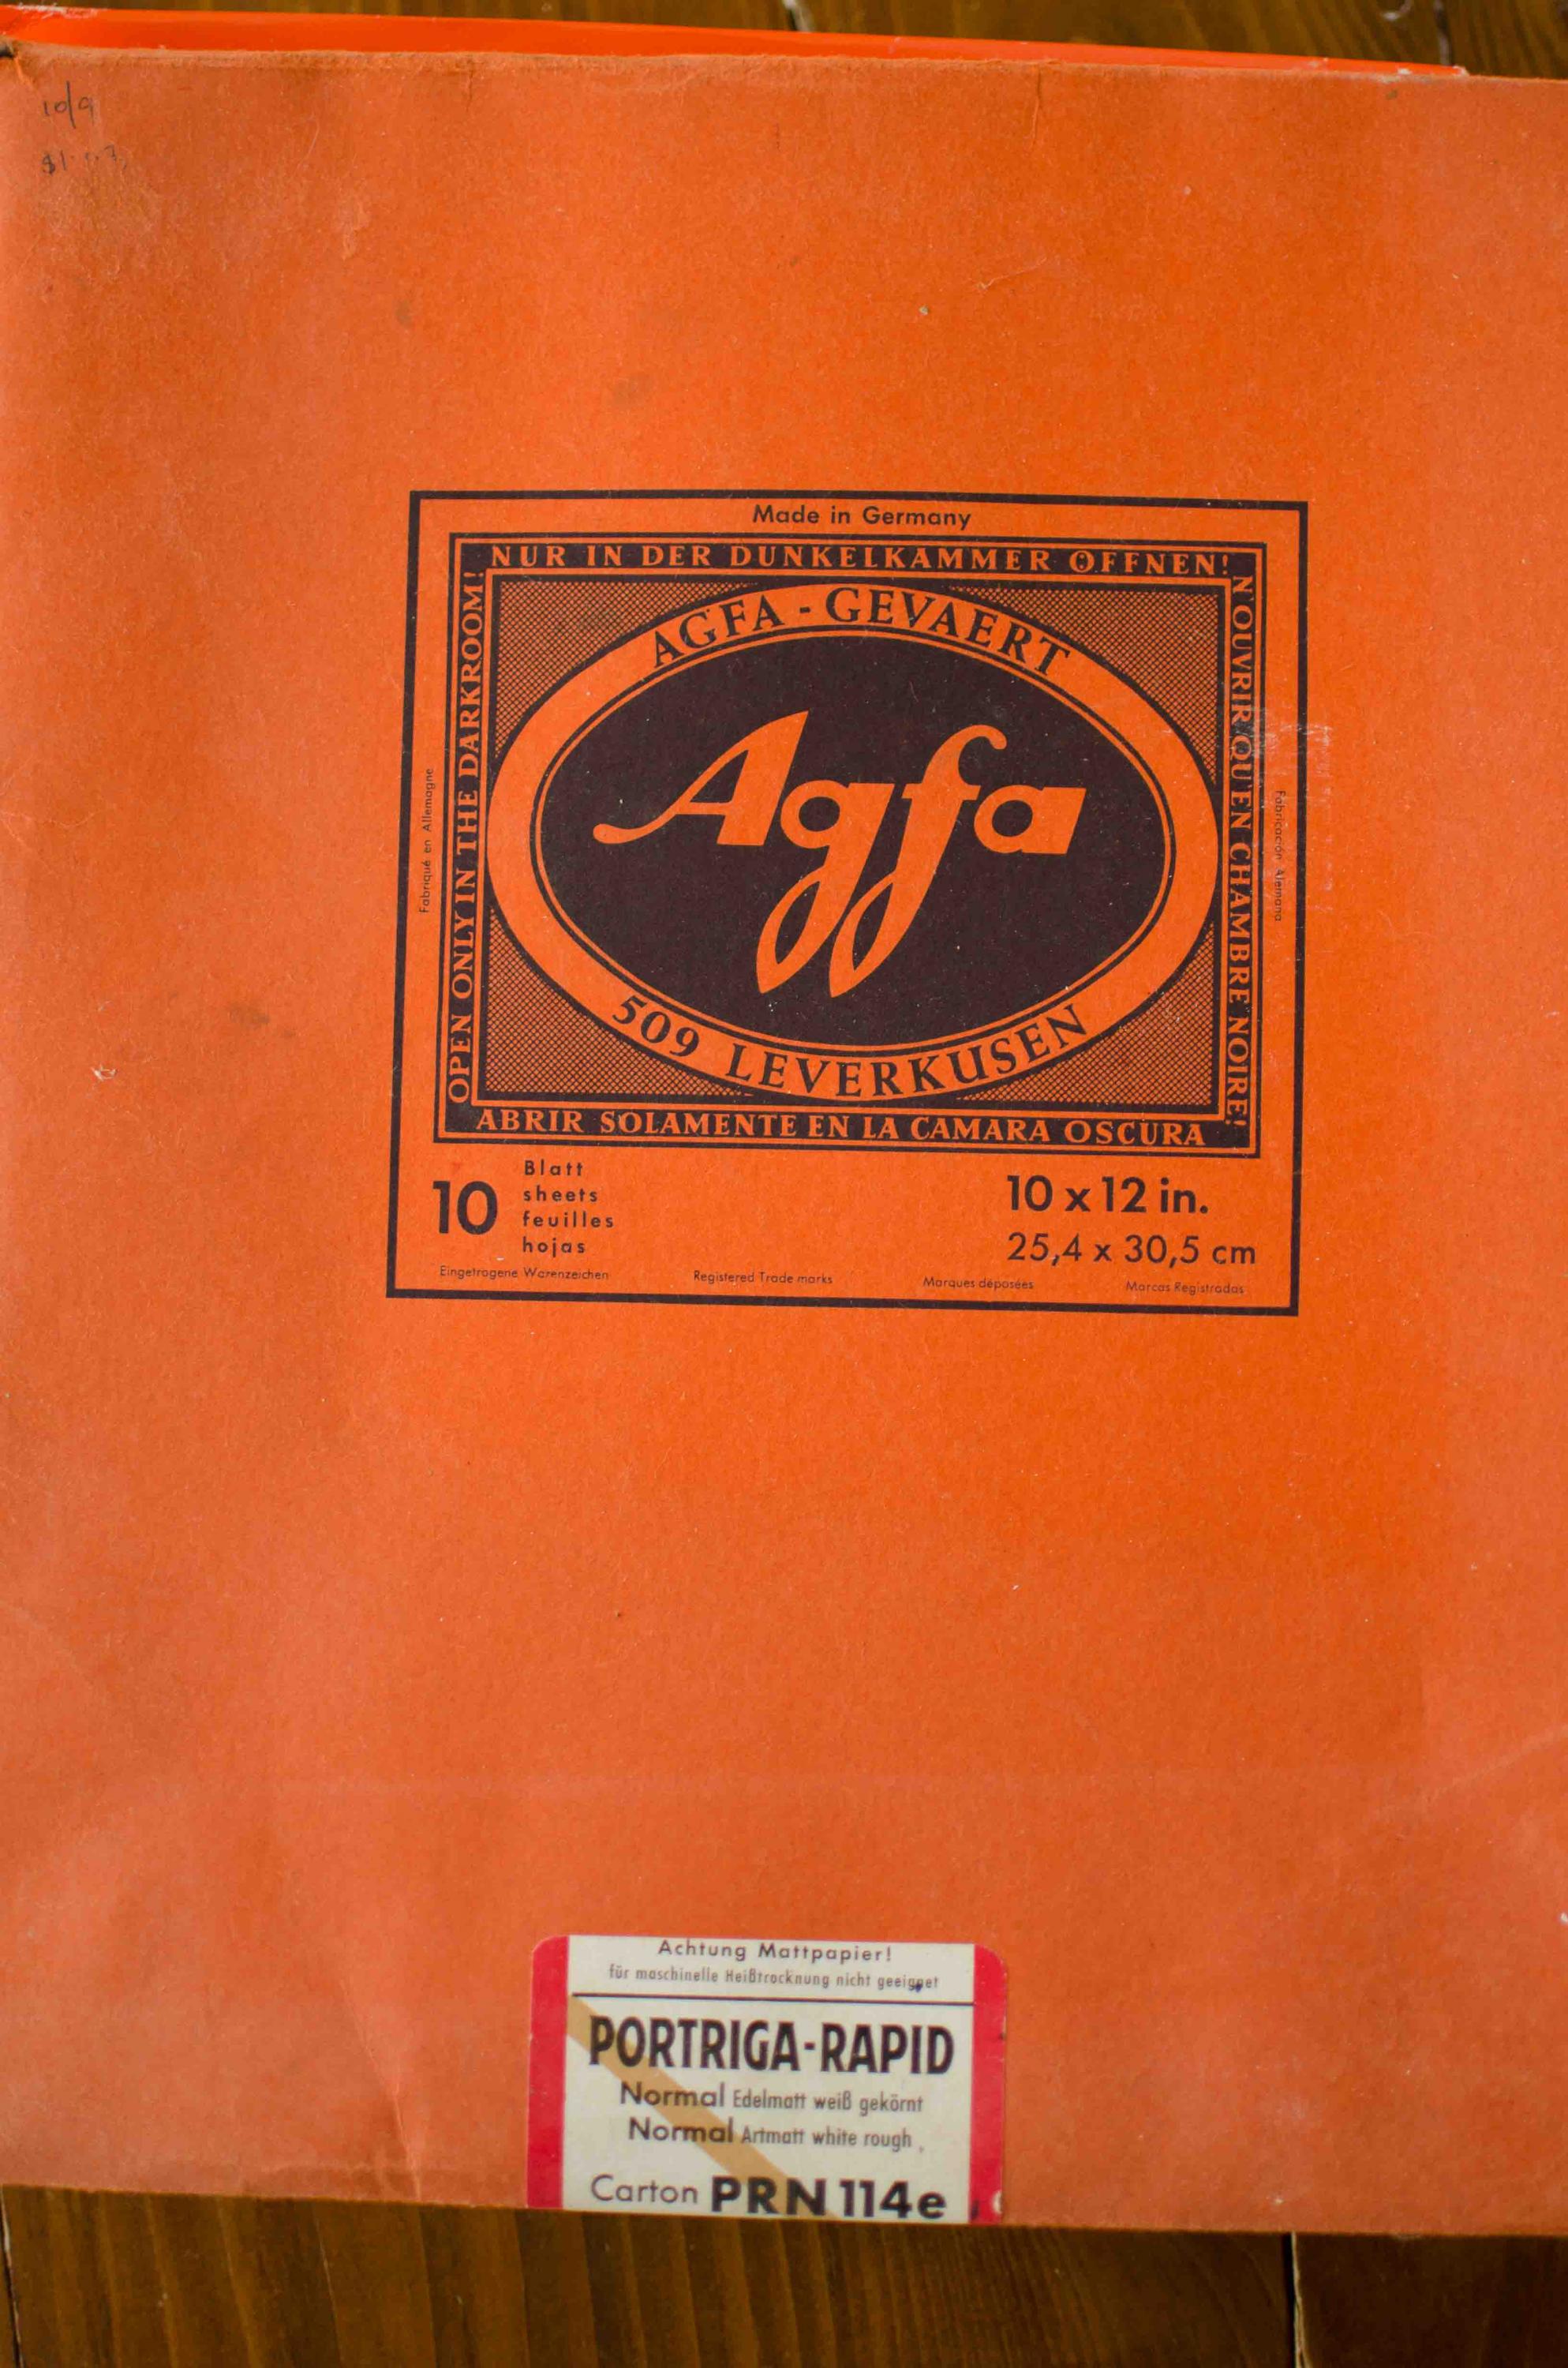 10/9
Made in Germany
NUR IN DER DUNKELKAMMER ÖFFNEN!
OPEN ONLY IN THE DARKROOM!
N'OUVRIR QU'EN CHAMBRE NOIRE!
Fabriqué en Allemagne
Fabricación Alemana
AGFA - GEVAERT
Agfa
509 LEVERKUSEN
ABRIR SOLAMENTE EN LA CAMARA OSCURA
10
Blatt
sheets
feuilles
hojas
10 x 12 in.
25,4 x 30,5 cm
Eingetragene Warenzeichen Registered Trade marks Marques déposées Marcas Registradas
Achtung Mattpapier!
für maschinelle Heißtrocknung nicht geeignet
PORTRIGA-RAPID
Normal Edelmatt weiß gekörnt
Normal Artmatt white rough
Carton PRN 114e